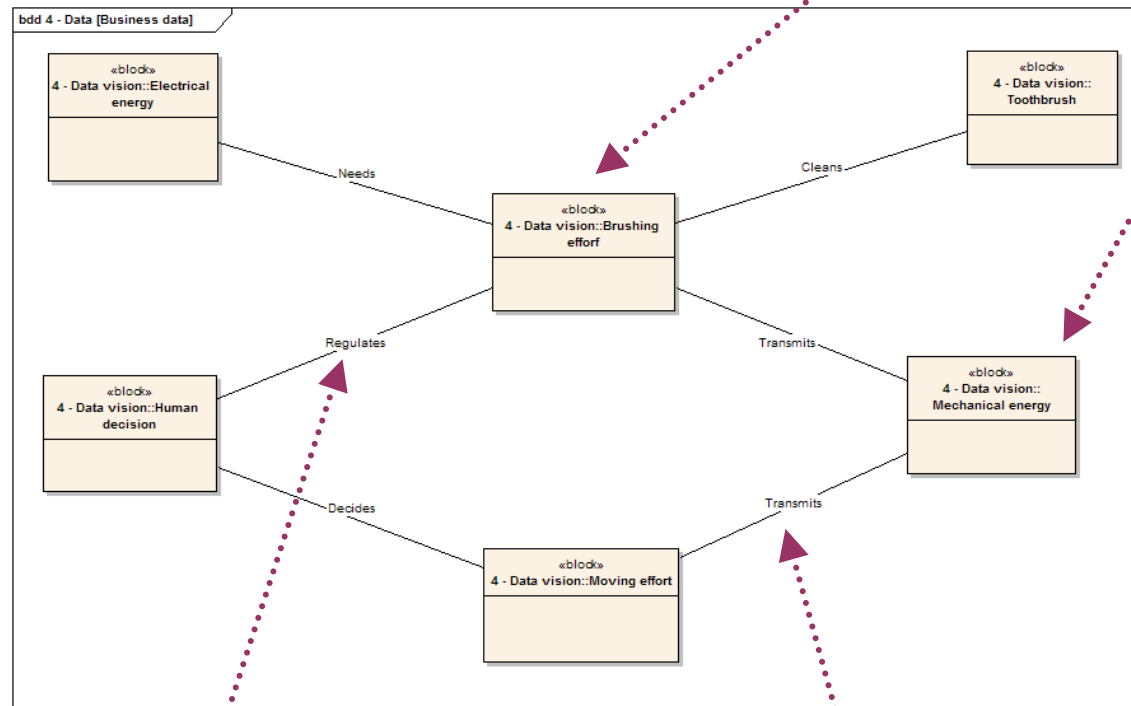 bdd 4 - Data [Business data]
«block»
4 - Data vision::Electrical
energy
«block»
4 - Data vision::
Toothbrush
Needs
Cleans
«block»
4 - Data vision::Brushing
efforf
Regulates
Transmits
«block»
4 - Data vision::Human
decision
«block»
4 - Data vision::
Mechanical energy
Decides
Transmits
«block»
4 - Data vision::Moving effort